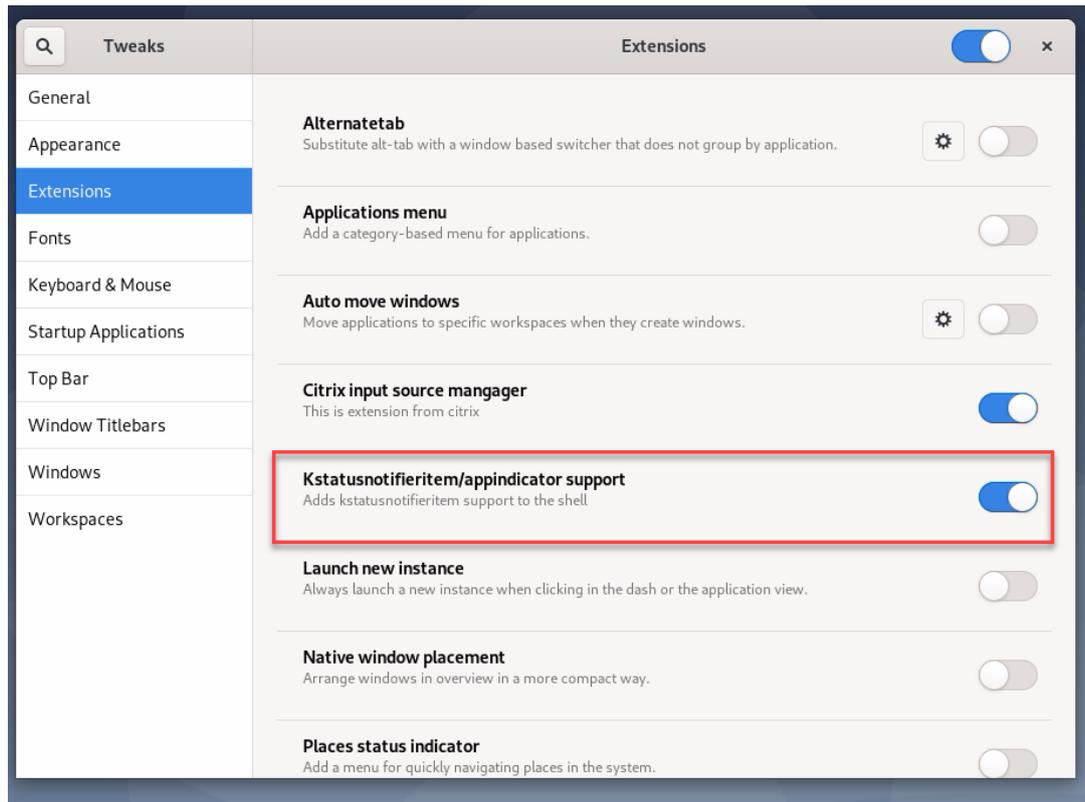 Tweaks
Extensions
General
Appearance
Extensions
Fonts
Keyboard & Mouse
Startup Applications
Top Bar
Window Titlebars
Windows
Workspaces
Alternatetab
Substitute alt-tab with a window based switcher that does not group by application.
Applications menu
Add a category-based menu for applications.
Auto move windows
Move applications to specific workspaces when they create windows.
Citrix input source mangager
This is extension from citrix
Kstatusnotifieritem/appindicator support
Adds kstatusnotifieritem support to the shell
Launch new instance
Always launch a new instance when clicking in the dash or the application view.
Native window placement
Arrange windows in overview in a more compact way.
Places status indicator
Add a menu for quickly navigating places in the system.